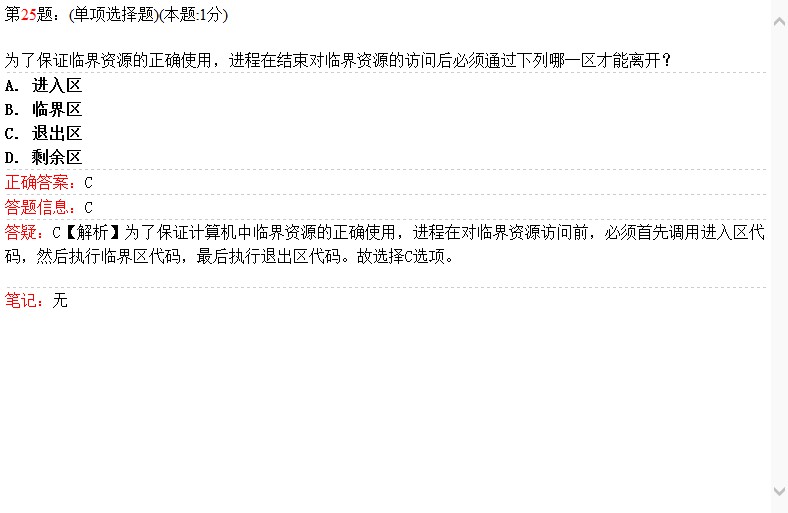 第25题：(单项选择题)(本题:1分)
为了保证临界资源的正确使用，进程在结束对临界资源的访问后必须通过下列哪一区才能离开？
A. 进入区
B. 临界区
C. 退出区
D. 剩余区
正确答案：C
答题信息：C
答疑：C【解析】为了保证计算机中临界资源的正确使用，进程在对临界资源访问前，必须首先调用进入区代
码，然后执行临界区代码，最后执行退出区代码。故选择C选项。
笔记：无